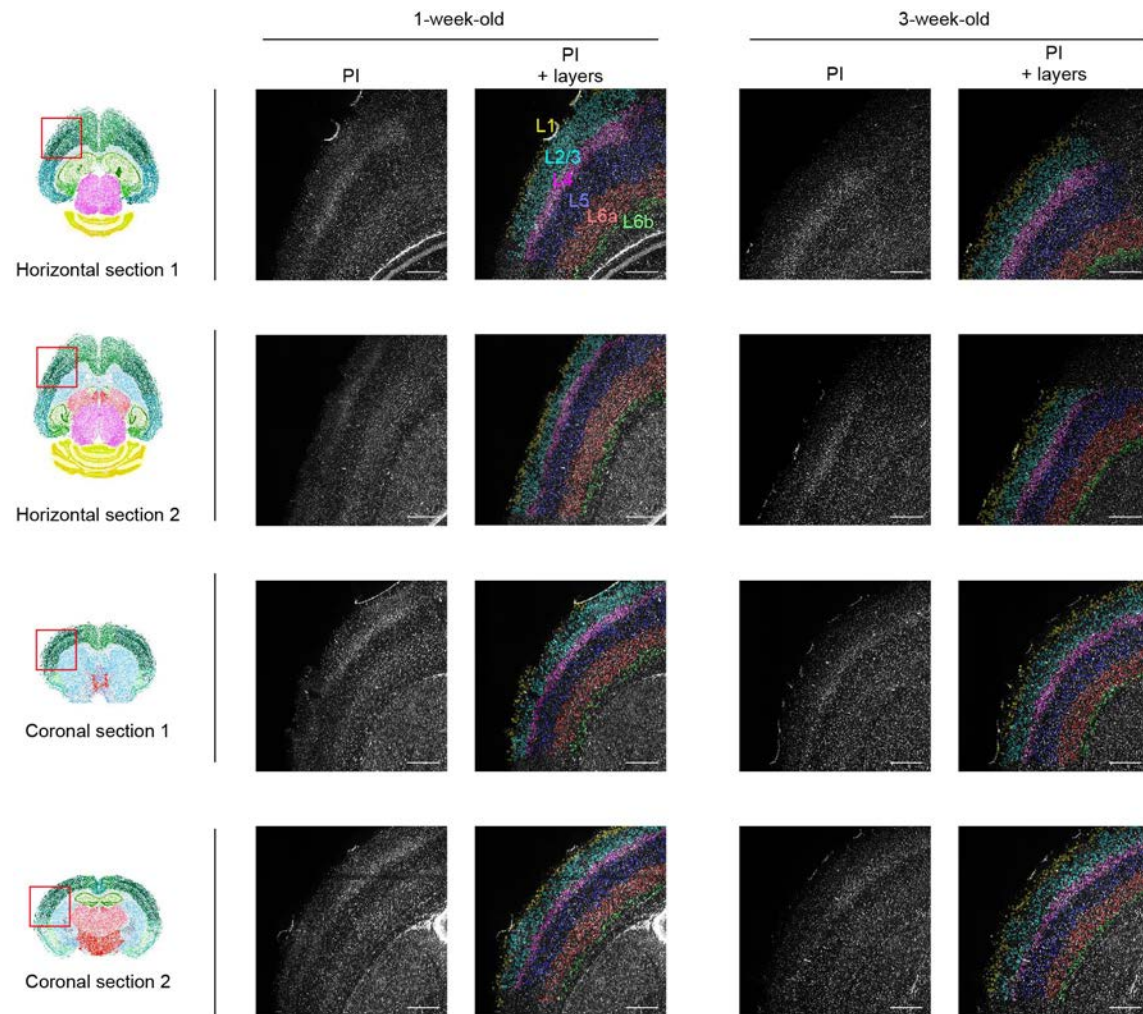 1-week-old
3-week-old
PI
PI
+ layers
PI
PI
+ layers
L1
L2/3
L4
L5
L6a
L6b
Horizontal section 1
Horizontal section 2
Coronal section 1
Coronal section 2